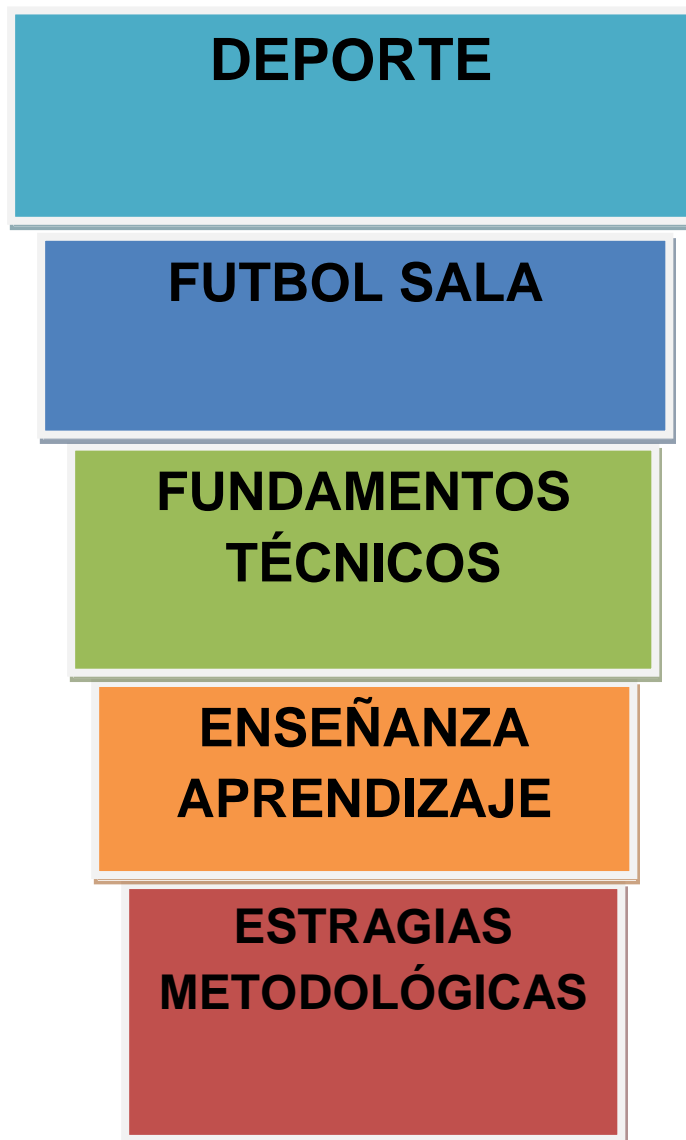 DEPORTE
FUTBOL SALA
FUNDAMENTOS
TÉCNICOS
ENSEÑANZA
APRENDIZAJE
ESTRAGIAS
METODOLÓGICAS